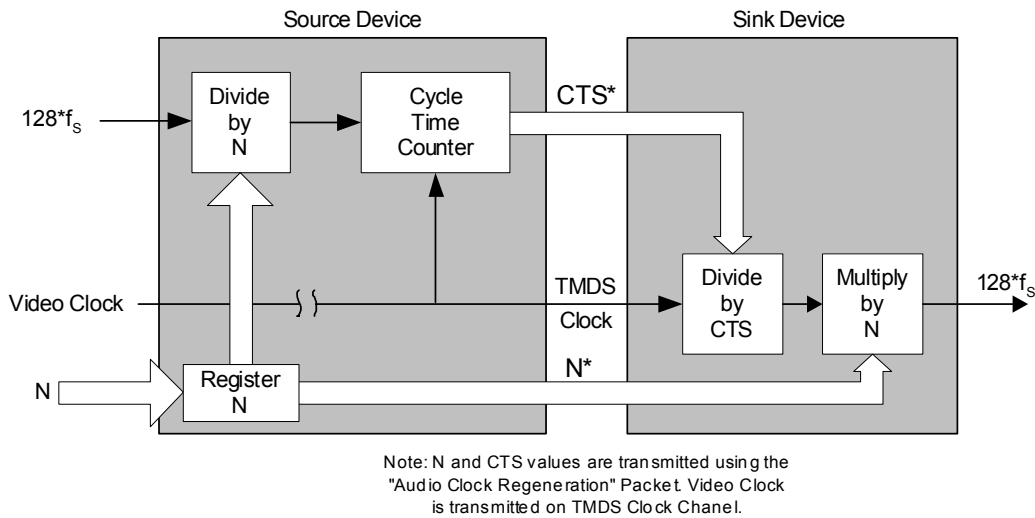 Source Device
Sink Device
128*fS
Divide
by
N
Cycle
Time
Counter
CTS*
Video Clock
TMDS
Clock
Divide
by
CTS
Multiply
by
N
128*fS
N
Register
N
N*
Note: N and CTS values are transmitted using the
"Audio Clock Regeneration" Packet. Video Clock
is transmitted on TMDS Clock Chanel.